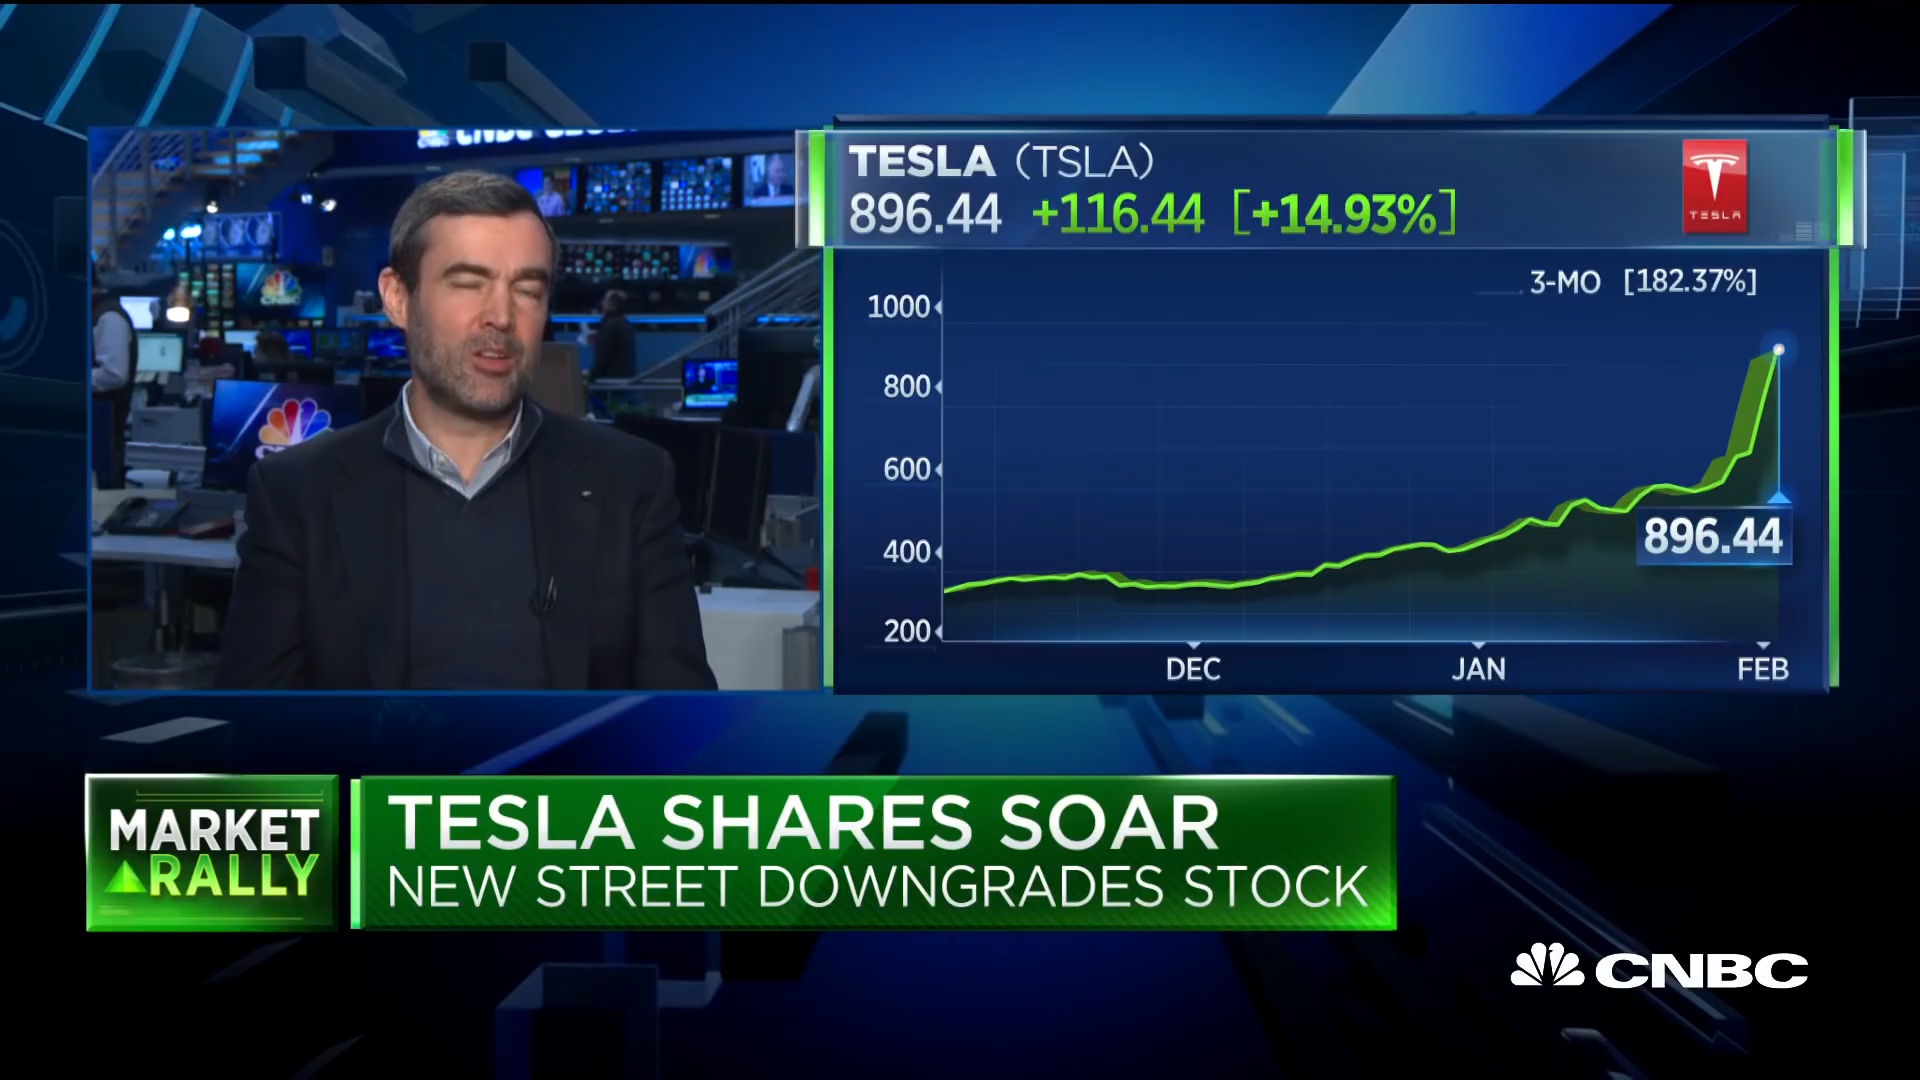 TESLA (TSLA)
896.44 +116.44 [+14.93%]
TESLA
3-MO [182.37%]
1000
800
600
400
200
896.44
DEC JAN FEB
CNBC
MARKET
RALLY
TESLA SHARES SOAR
NEW STREET DOWNGRADES STOCK
CNBC